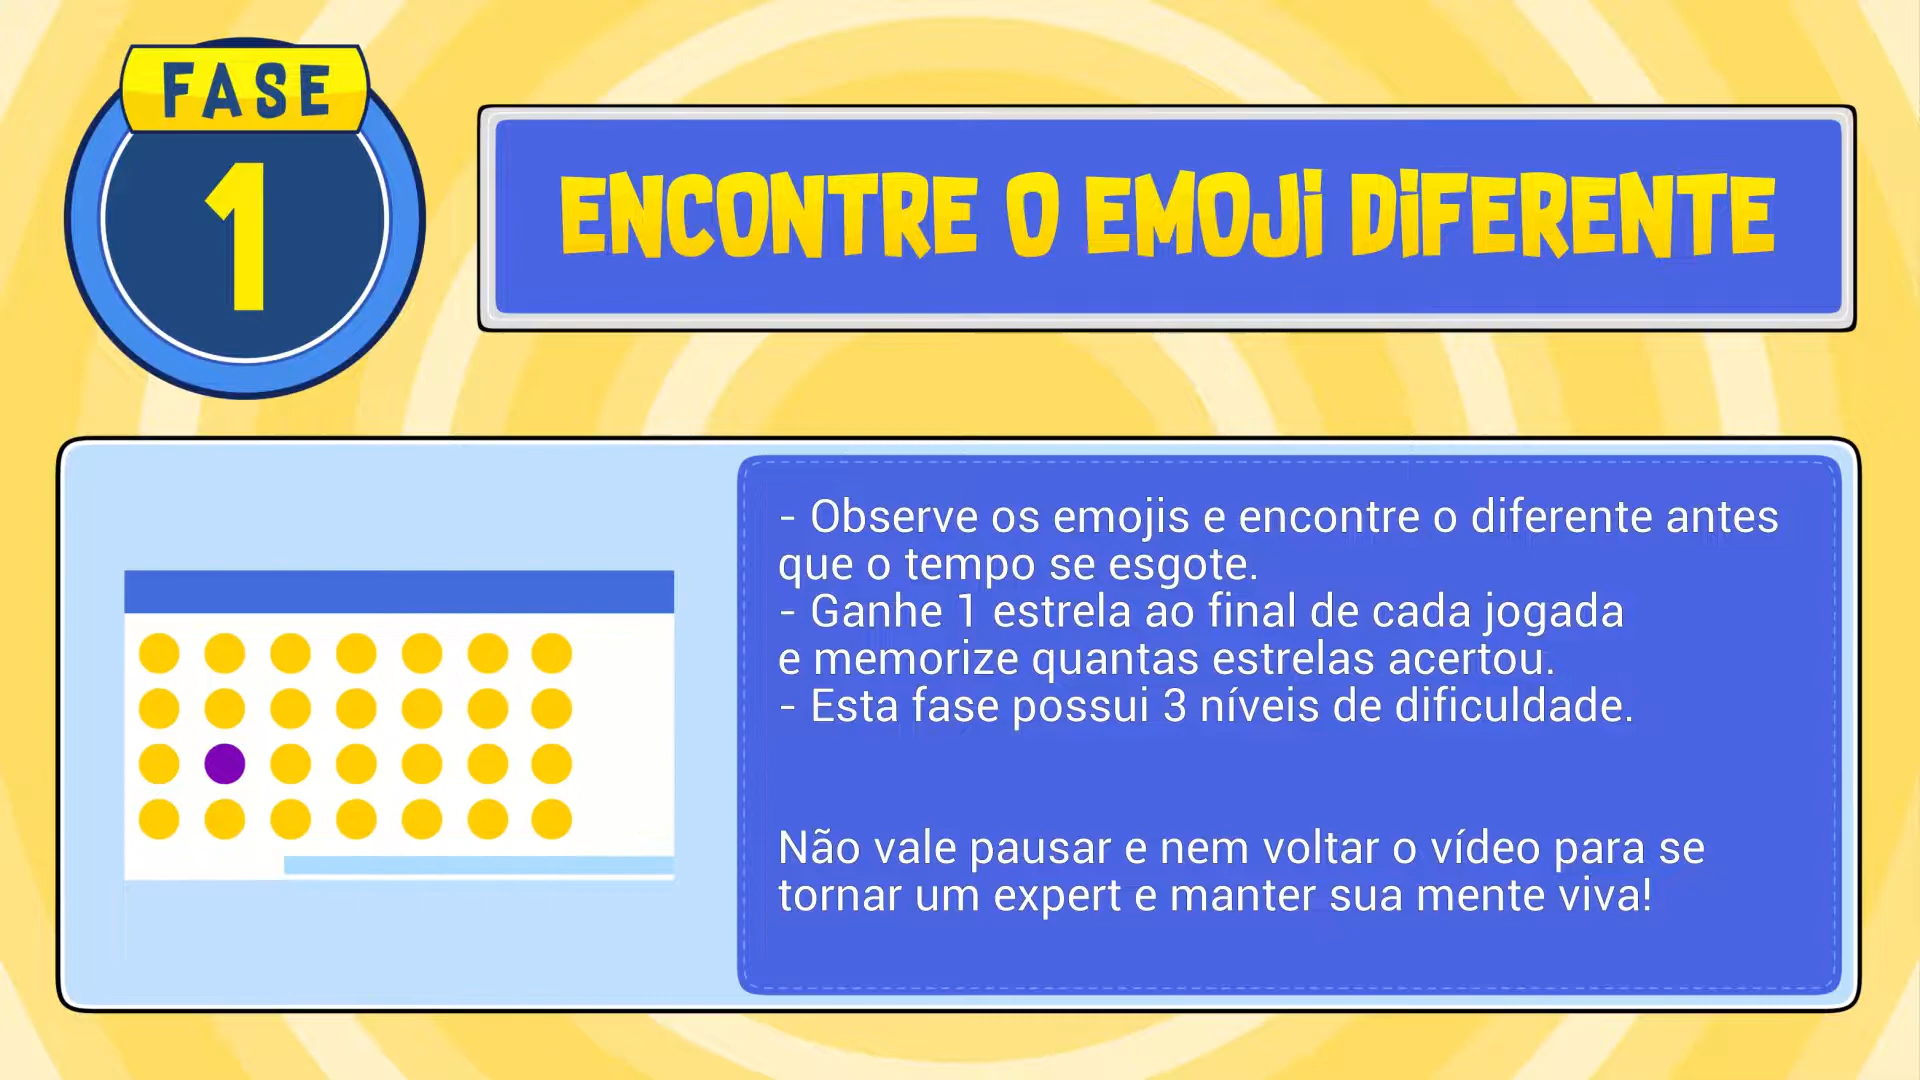 FASE
1
ENCONTRE O EMOJI DIFERENTE
- Observe os emojis e encontre o diferente antes
que o tempo se esgote.
- Ganhe 1 estrela ao final de cada jogada
e memorize quantas estrelas acertou.
- Esta fase possui 3 níveis de dificuldade.
Não vale pausar e nem voltar o vídeo para se
tornar um expert e manter sua mente viva!